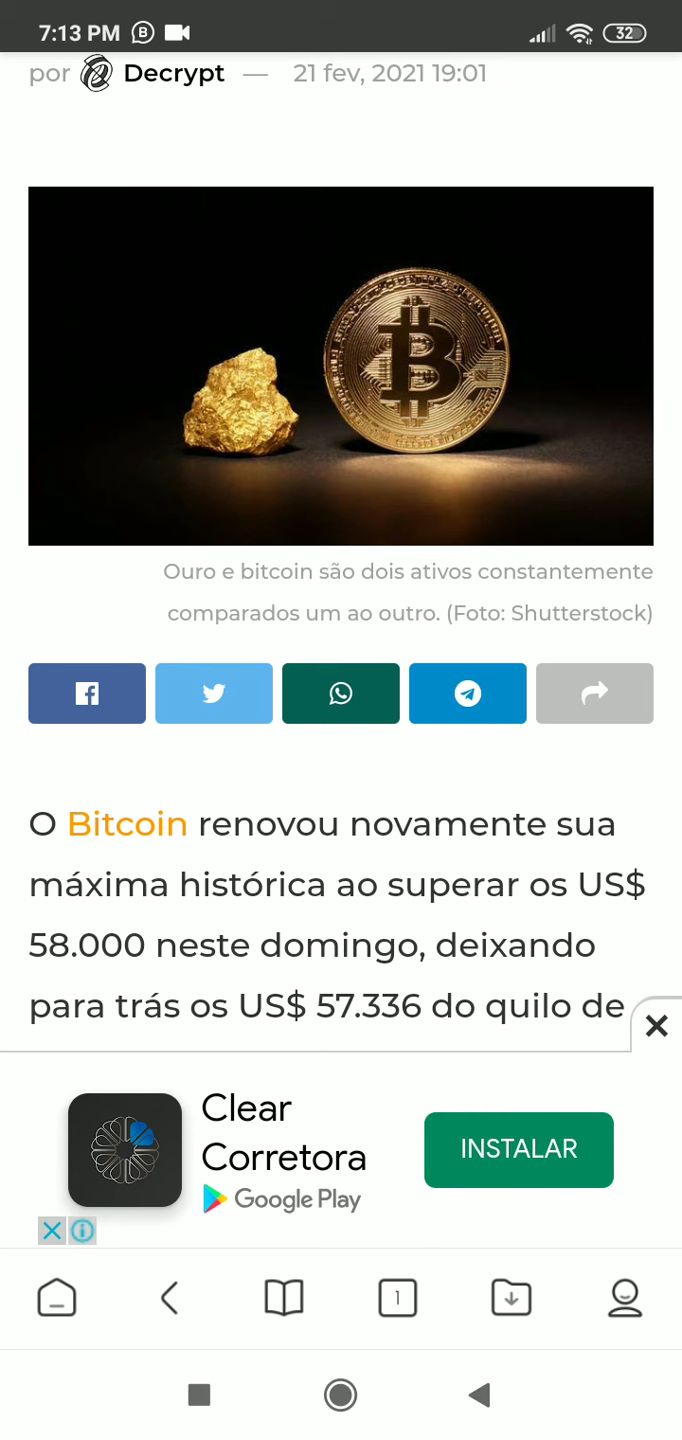 7:13 PM
32
por Decrypt — 21 fev, 2021 19:01
Ouro e bitcoin são dois ativos constantemente
comparados um ao outro. (Foto: Shutterstock)
O Bitcoin renovou novamente sua
máxima histórica ao superar os US$
58.000 neste domingo, deixando
para trás os US$ 57.336 do quilo de
Clear
Corretora
Google Play
INSTALAR
1